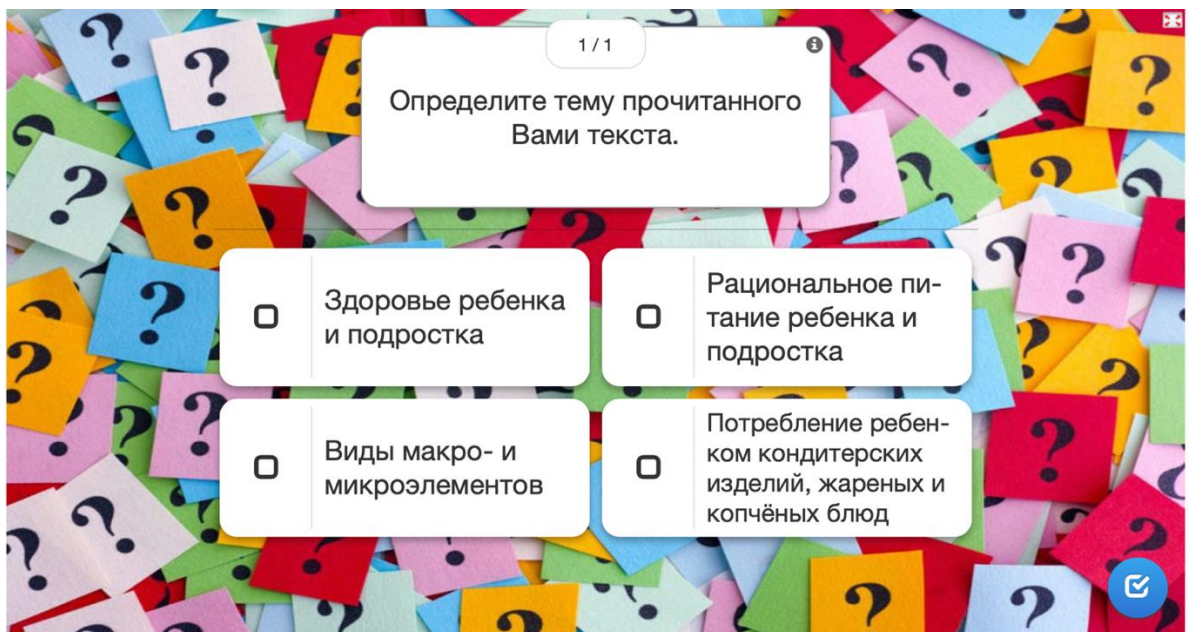 1 / 1
Определите тему прочитанного
Вами текста.
Здоровье ребенка
и подростка
Рациональное пи-
тание ребенка и
подростка
Виды макро- и
микроэлементов
Потребление ребен-
ком кондитерских
изделий, жареных и
копчёных блюд